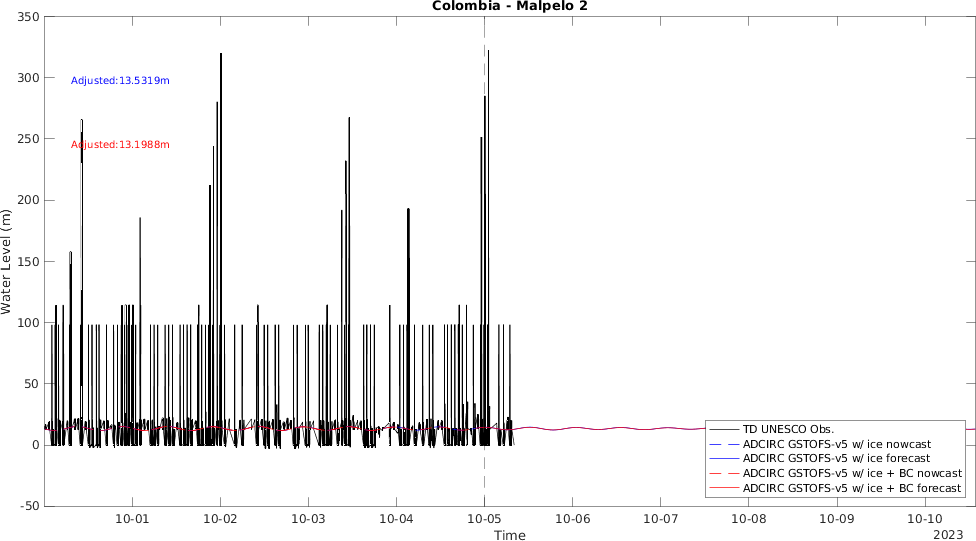 Colombia - Malpelo 2
350
300
250
200
150
100
50
0
-50
Water Level (m)
Adjusted:13.5319m
Adjusted:13.1988m
TD UNESCO Obs.
ADCIRC GSTOFS-v5 w/ ice nowcast
ADCIRC GSTOFS-v5 w/ ice forecast
ADCIRC GSTOFS-v5 w/ ice + BC nowcast
ADCIRC GSTOFS-v5 w/ ice + BC forecast
10-01 10-02 10-03 10-04 10-05 10-06 10-07 10-08 10-09 10-10
Time
2023